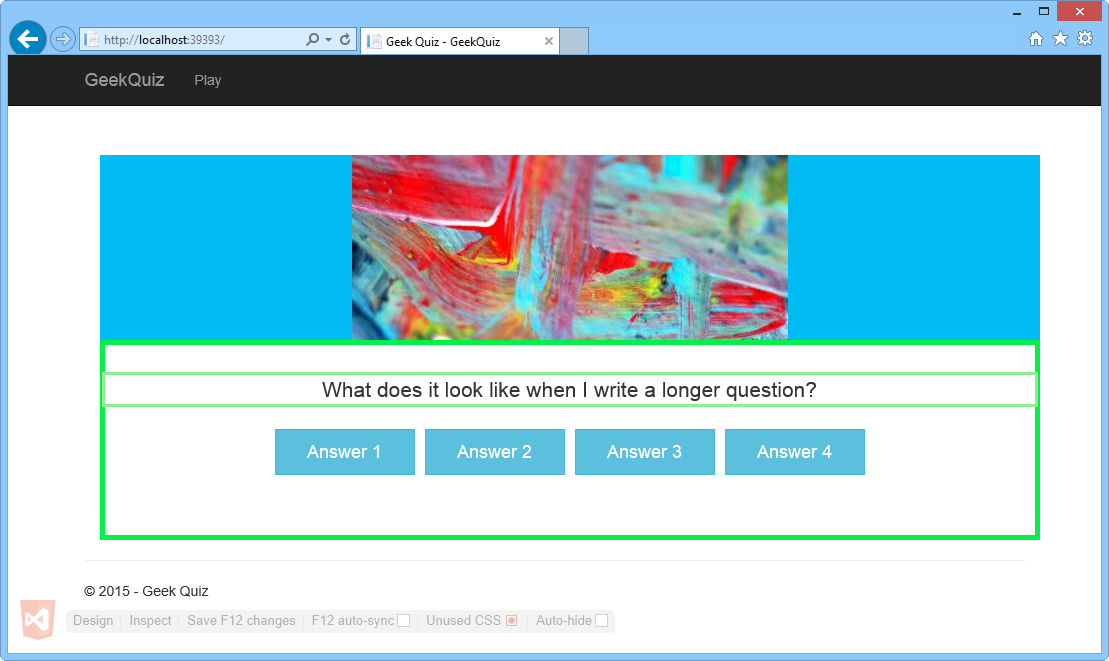 http://localhost:39393/
Geek Quiz - GeekQuiz
GeekQuiz Play
What does it look like when I write a longer question?
Answer 1 Answer 2 Answer 3 Answer 4
© 2015 - Geek Quiz
Design Inspect Save F12 changes F12 auto-sync Unused CSS Auto-hide